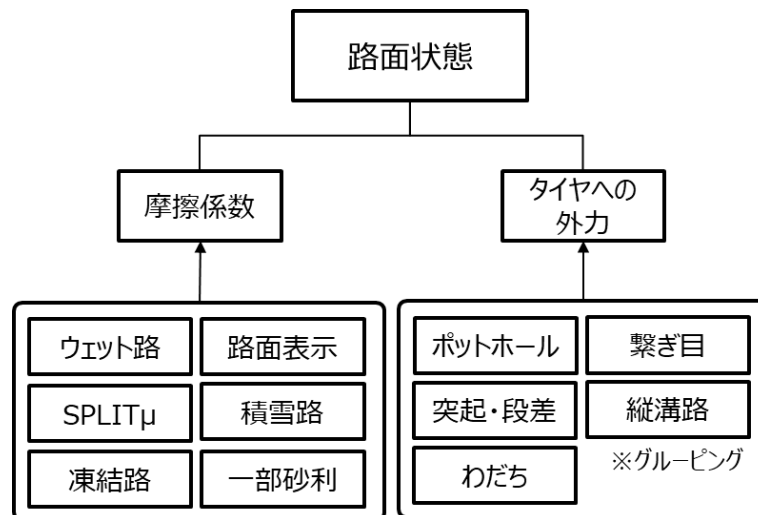 路面状態
摩擦係数
タイヤへの
外力
ウェット路
路面表示
SPLITμ
積雪路
凍結路
一部砂利
ポットホール
繋ぎ目
突起・段差
縦溝路
わだち
※グルーピング